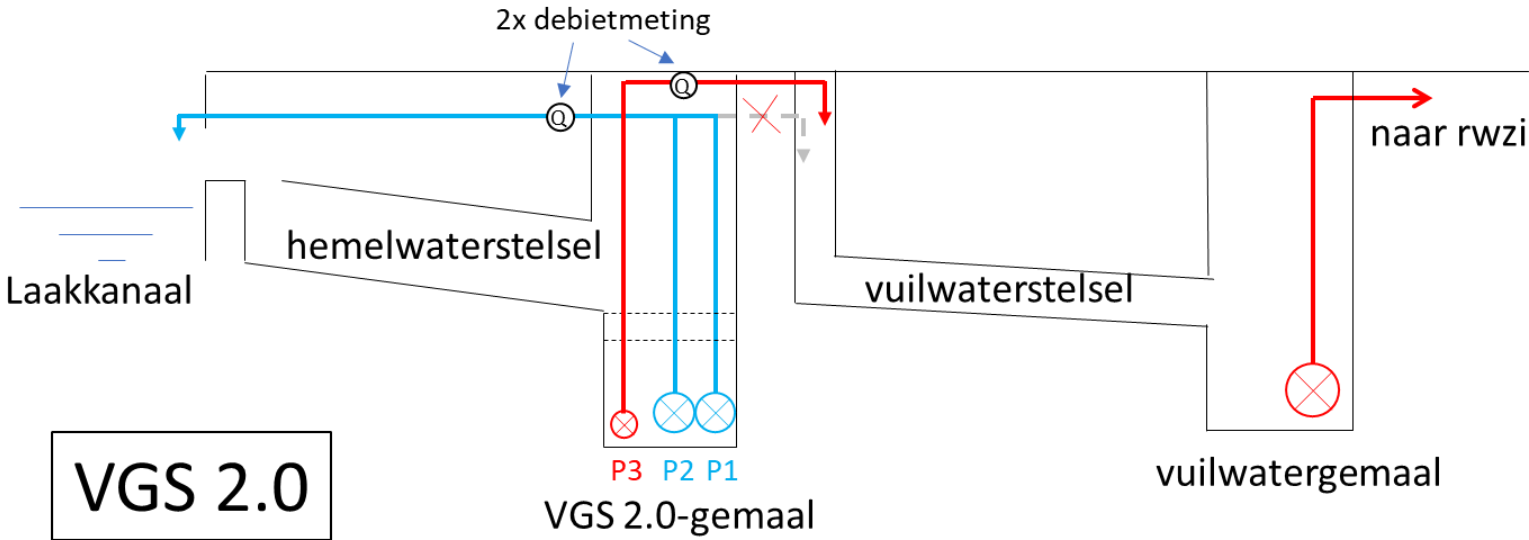 2x debietmeting
Q
Q
naar rwzi
hemelwaterstelsel
Laakkanaal
vuilwaterstelsel
P3 P2 P1
vuilwatergemaal
VGS 2.0
VGS 2.0-gemaal